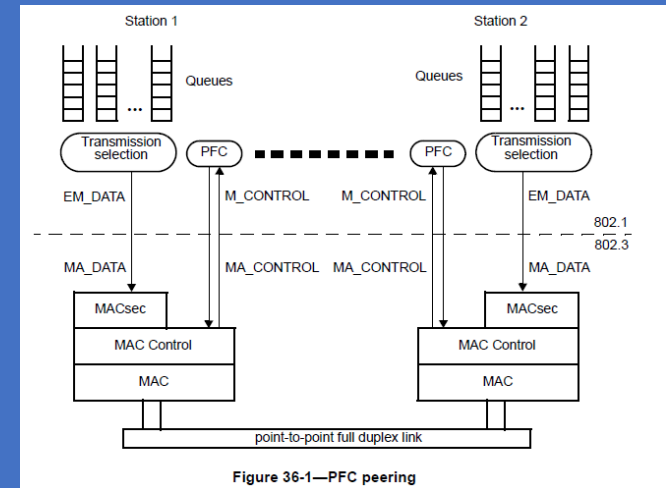 Station 1
Station 2
Queues
Queues
...
...
Transmission
selection
PFC
PFC
Transmission
selection
EM_DATA
M_CONTROL
M_CONTROL
EM_DATA
802.1
802.3
MA_DATA
MA_CONTROL
MA_CONTROL
MA_DATA
MACsec
MACsec
MAC Control
MAC Control
MAC
MAC
point-to-point full duplex link
Figure 36-1—PFC peering